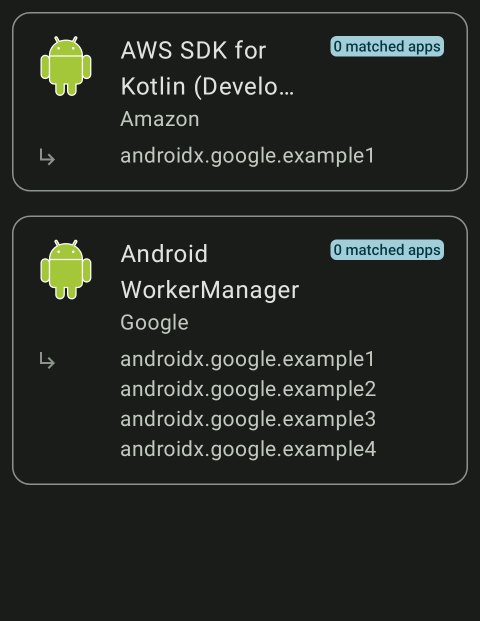 AWS SDK for
Kotlin (Develo…
0 matched apps
Amazon
androidx.google.example1
Android
WorkerManager
0 matched apps
Google
androidx.google.example1
androidx.google.example2
androidx.google.example3
androidx.google.example4